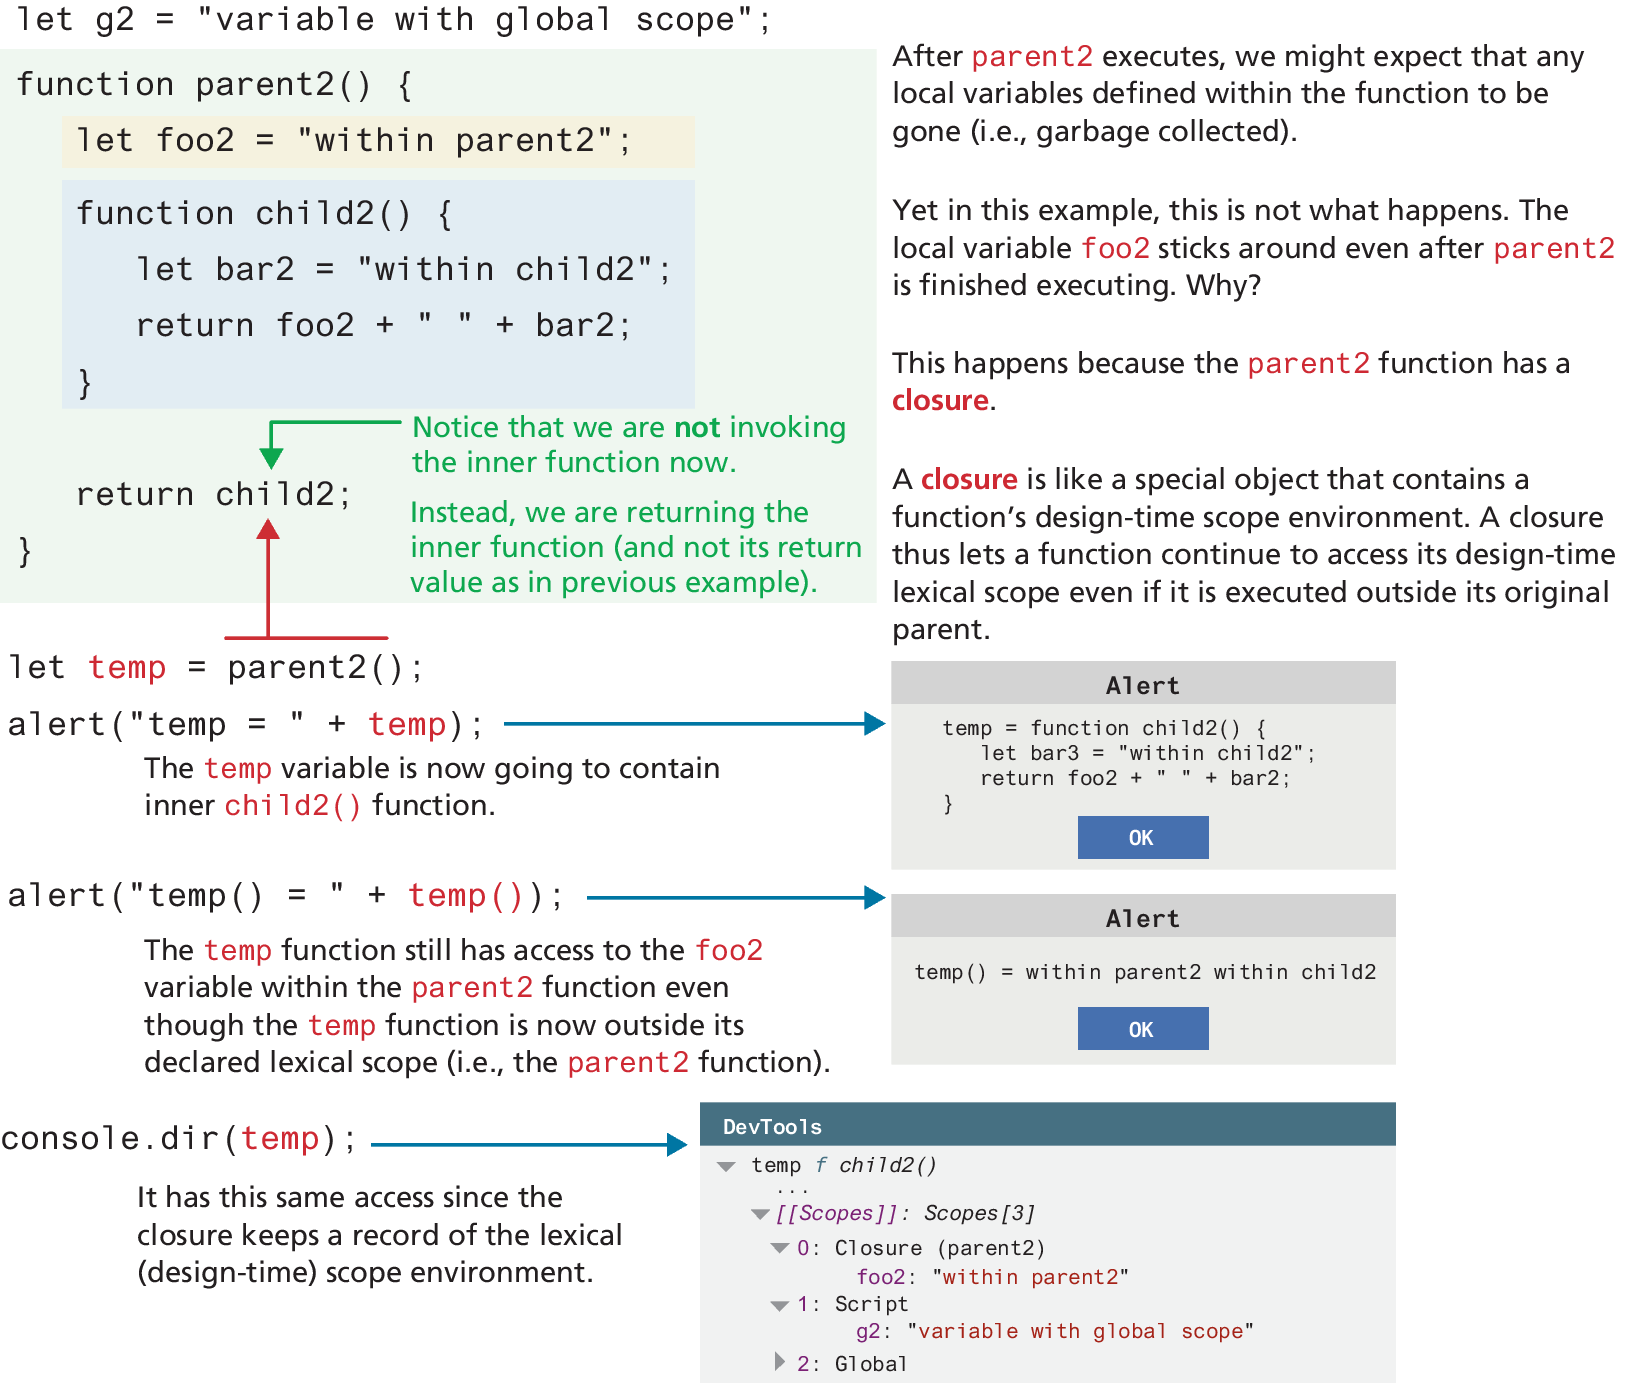 let g2 = "variable with global scope";
function parent2() {
let foo2 = "within parent2";
function child2() {
let bar2 = "within child2";
return foo2 + " " + bar2;
}
Notice that we are not invoking
the inner function now.
return child2;
Instead, we are returning the
inner function (and not its return
value as in previous example).
}
let temp = parent2();
alert("temp = " + temp);
The temp variable is now going to contain
inner child2() function.
alert("temp() = " + temp());
The temp function still has access to the foo2
variable within the parent2 function even
though the temp function is now outside its
declared lexical scope (i.e., the parent2 function).
console.dir(temp);
It has this same access since the
closure keeps a record of the lexical
(design-time) scope environment.
After parent2 executes, we might expect that any
local variables defined within the function to be
gone (i.e., garbage collected).
Yet in this example, this is not what happens. The
local variable foo2 sticks around even after parent2
is finished executing. Why?
This happens because the parent2 function has a
closure.
A closure is like a special object that contains a
function’s design-time scope environment. A closure
thus lets a function continue to access its design-time
lexical scope even if it is executed outside its original
parent.
Alert
temp = function child2() {
let bar3 = "within child2";
return foo2 + " " + bar2;
}
OK
Alert
temp() = within parent2 within child2
OK
DevTools
temp f child2()
...
[[Scopes]]: Scopes[3]
0: Closure (parent2)
foo2: "within parent2"
1: Script
g2: "variable with global scope"
2: Global